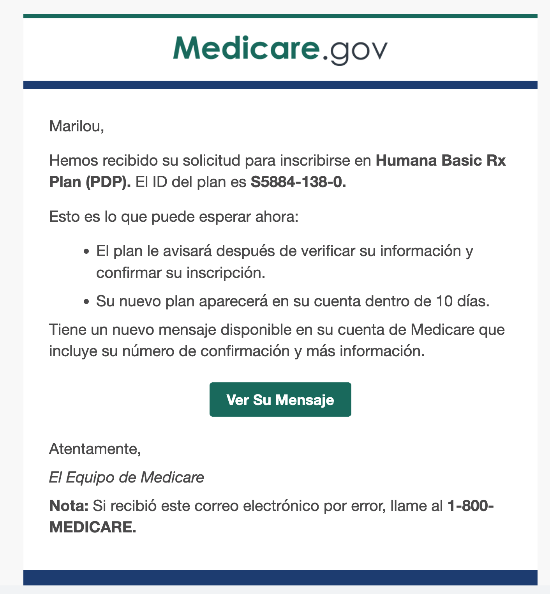 Medicare.gov
Marilou,
Hemos recibido su solicitud para inscribirse en Humana Basic Rx
Plan (PDP). El ID del plan es S5884-138-0.
Esto es lo que puede esperar ahora:
• El plan le avisará después de verificar su información y
confirmar su inscripción.
• Su nuevo plan aparecerá en su cuenta dentro de 10 días.
Tiene un nuevo mensaje disponible en su cuenta de Medicare que
incluye su número de confirmación y más información.
Ver Su Mensaje
Atentamente,
El Equipo de Medicare
Nota: Si recibió este correo electrónico por error, llame al 1-800-
MEDICARE.